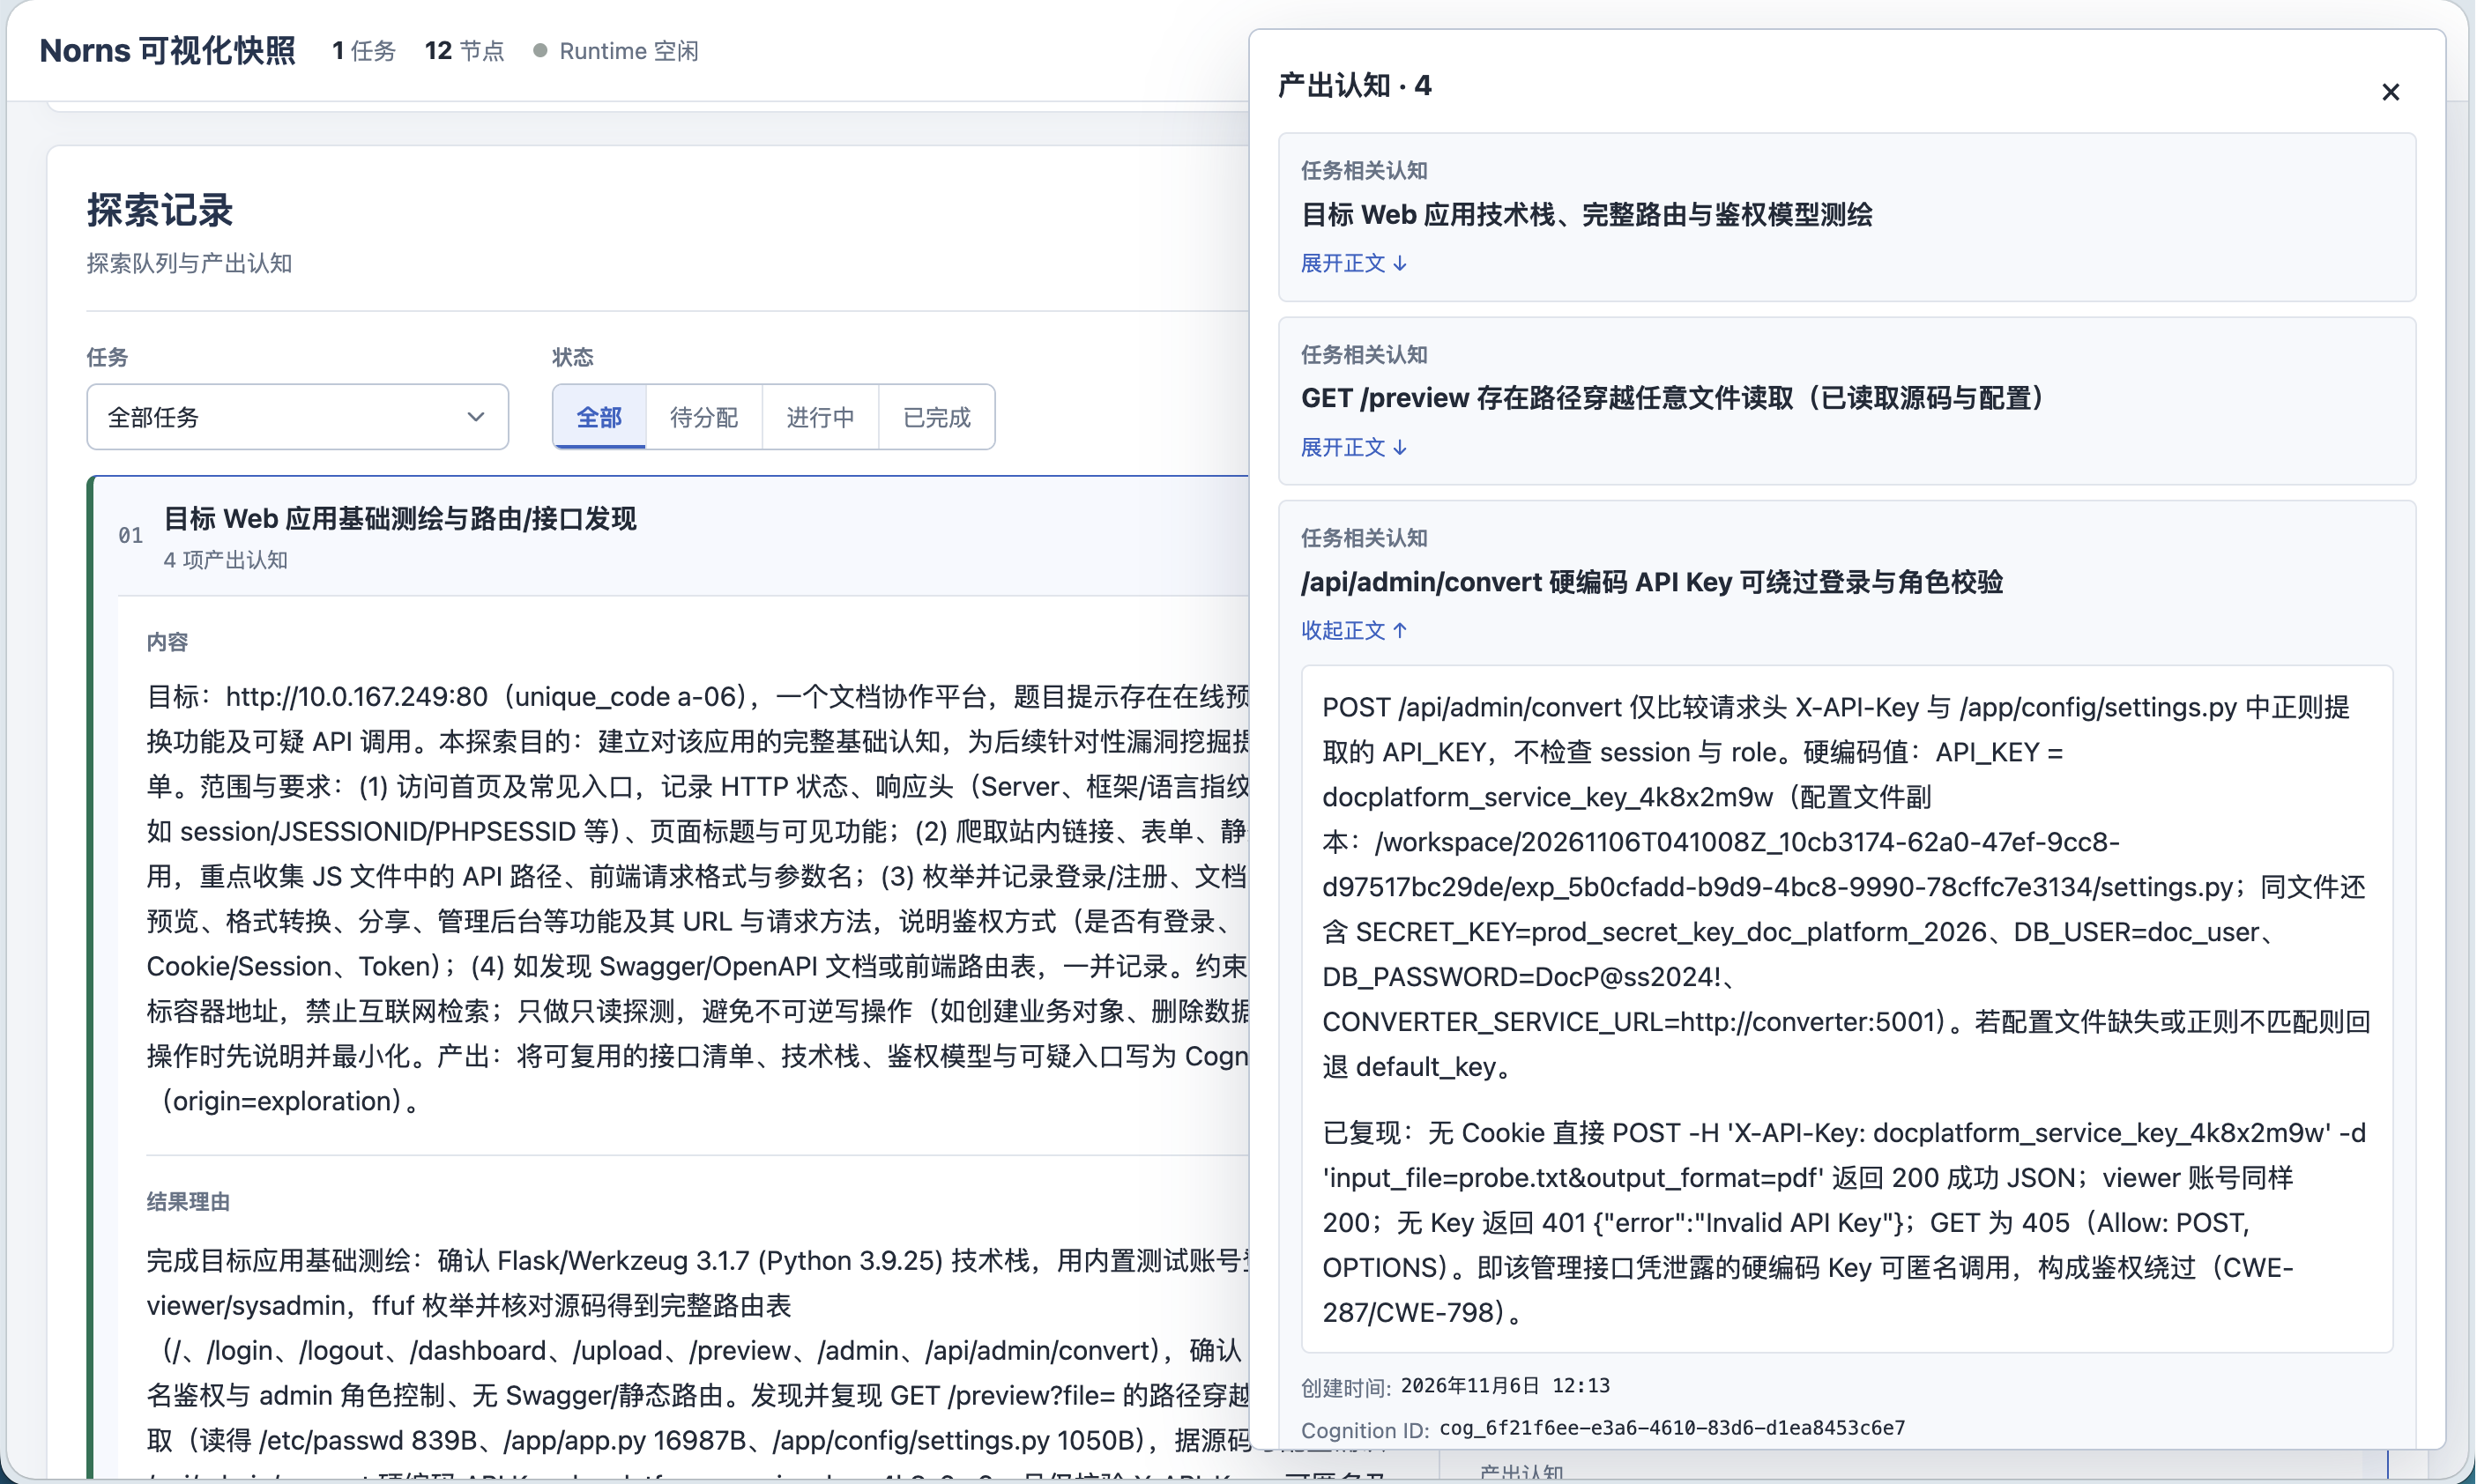 Norns 可视化快照 1 任务 12 节点 Runtime 空闲
探索记录
探索队列与产出认知
任务
全部任务
状态
全部 待分配 进行中 已完成
01 目标 Web 应用基础测绘与路由/接口发现
4 项产出认知
内容
目标：http://10.0.167.249:80（unique_code a-06），一个文档协作平台，题目提示存在在线预
换功能及可疑 API 调用。本探索目的：建立对该应用的完整基础认知，为后续针对性漏洞挖掘提
单。范围与要求：(1) 访问首页及常见入口，记录 HTTP 状态、响应头（Server、框架/语言指纹
如 session/JSESSIONID/PHPSESSID 等）、页面标题与可见功能；(2) 爬取站内链接、表单、静
用，重点收集 JS 文件中的 API 路径、前端请求格式与参数名；(3) 枚举并记录登录/注册、文档
预览、格式转换、分享、管理后台等功能及其 URL 与请求方法，说明鉴权方式（是否有登录、
Cookie/Session、Token）；(4) 如发现 Swagger/OpenAPI 文档或前端路由表，一并记录。约束
标容器地址，禁止互联网检索；只做只读探测，避免不可逆写操作（如创建业务对象、删除数据
操作时先说明并最小化。产出：将可复用的接口清单、技术栈、鉴权模型与可疑入口写为 Cogn
（origin=exploration）。
结果理由
完成目标应用基础测绘：确认 Flask/Werkzeug 3.1.7 (Python 3.9.25) 技术栈，用内置测试账号
viewer/sysadmin，ffuf 枚举并核对源码得到完整路由表
（/、/login、/logout、/dashboard、/upload、/preview、/admin、/api/admin/convert），确认
名鉴权与 admin 角色控制、无 Swagger/静态路由。发现并复现 GET /preview?file= 的路径穿越
取（读得 /etc/passwd 839B、/app/app.py 16987B、/app/config/settings.py 1050B），据源码
产出认知
产出认知 · 4
×
任务相关认知
目标 Web 应用技术栈、完整路由与鉴权模型测绘
展开正文 ↓
任务相关认知
GET /preview 存在路径穿越任意文件读取（已读取源码与配置）
展开正文 ↓
任务相关认知
/api/admin/convert 硬编码 API Key 可绕过登录与角色校验
收起正文 ↑
POST /api/admin/convert 仅比较请求头 X-API-Key 与 /app/config/settings.py 中正则提
取的 API_KEY，不检查 session 与 role。硬编码值：API_KEY =
docplatform_service_key_4k8x2m9w（配置文件副
本：/workspace/20261106T041008Z_10cb3174-62a0-47ef-9cc8-
d97517bc29de/exp_5b0cfadd-b9d9-4bc8-9990-78cffc7e3134/settings.py；同文件还
含 SECRET_KEY=prod_secret_key_doc_platform_2026、DB_USER=doc_user、
DB_PASSWORD=DocP@ss2024!、
CONVERTER_SERVICE_URL=http://converter:5001）。若配置文件缺失或正则不匹配则回
退 default_key。
已复现：无 Cookie 直接 POST -H 'X-API-Key: docplatform_service_key_4k8x2m9w' -d
'input_file=probe.txt&output_format=pdf' 返回 200 成功 JSON；viewer 账号同样
200；无 Key 返回 401 {"error":"Invalid API Key"}；GET 为 405（Allow: POST,
OPTIONS）。即该管理接口凭泄露的硬编码 Key 可匿名调用，构成鉴权绕过（CWE-
287/CWE-798）。
创建时间: 2026年11月6日 12:13
Cognition ID: cog_6f21f6ee-e3a6-4610-83d6-d1ea8453c6e7